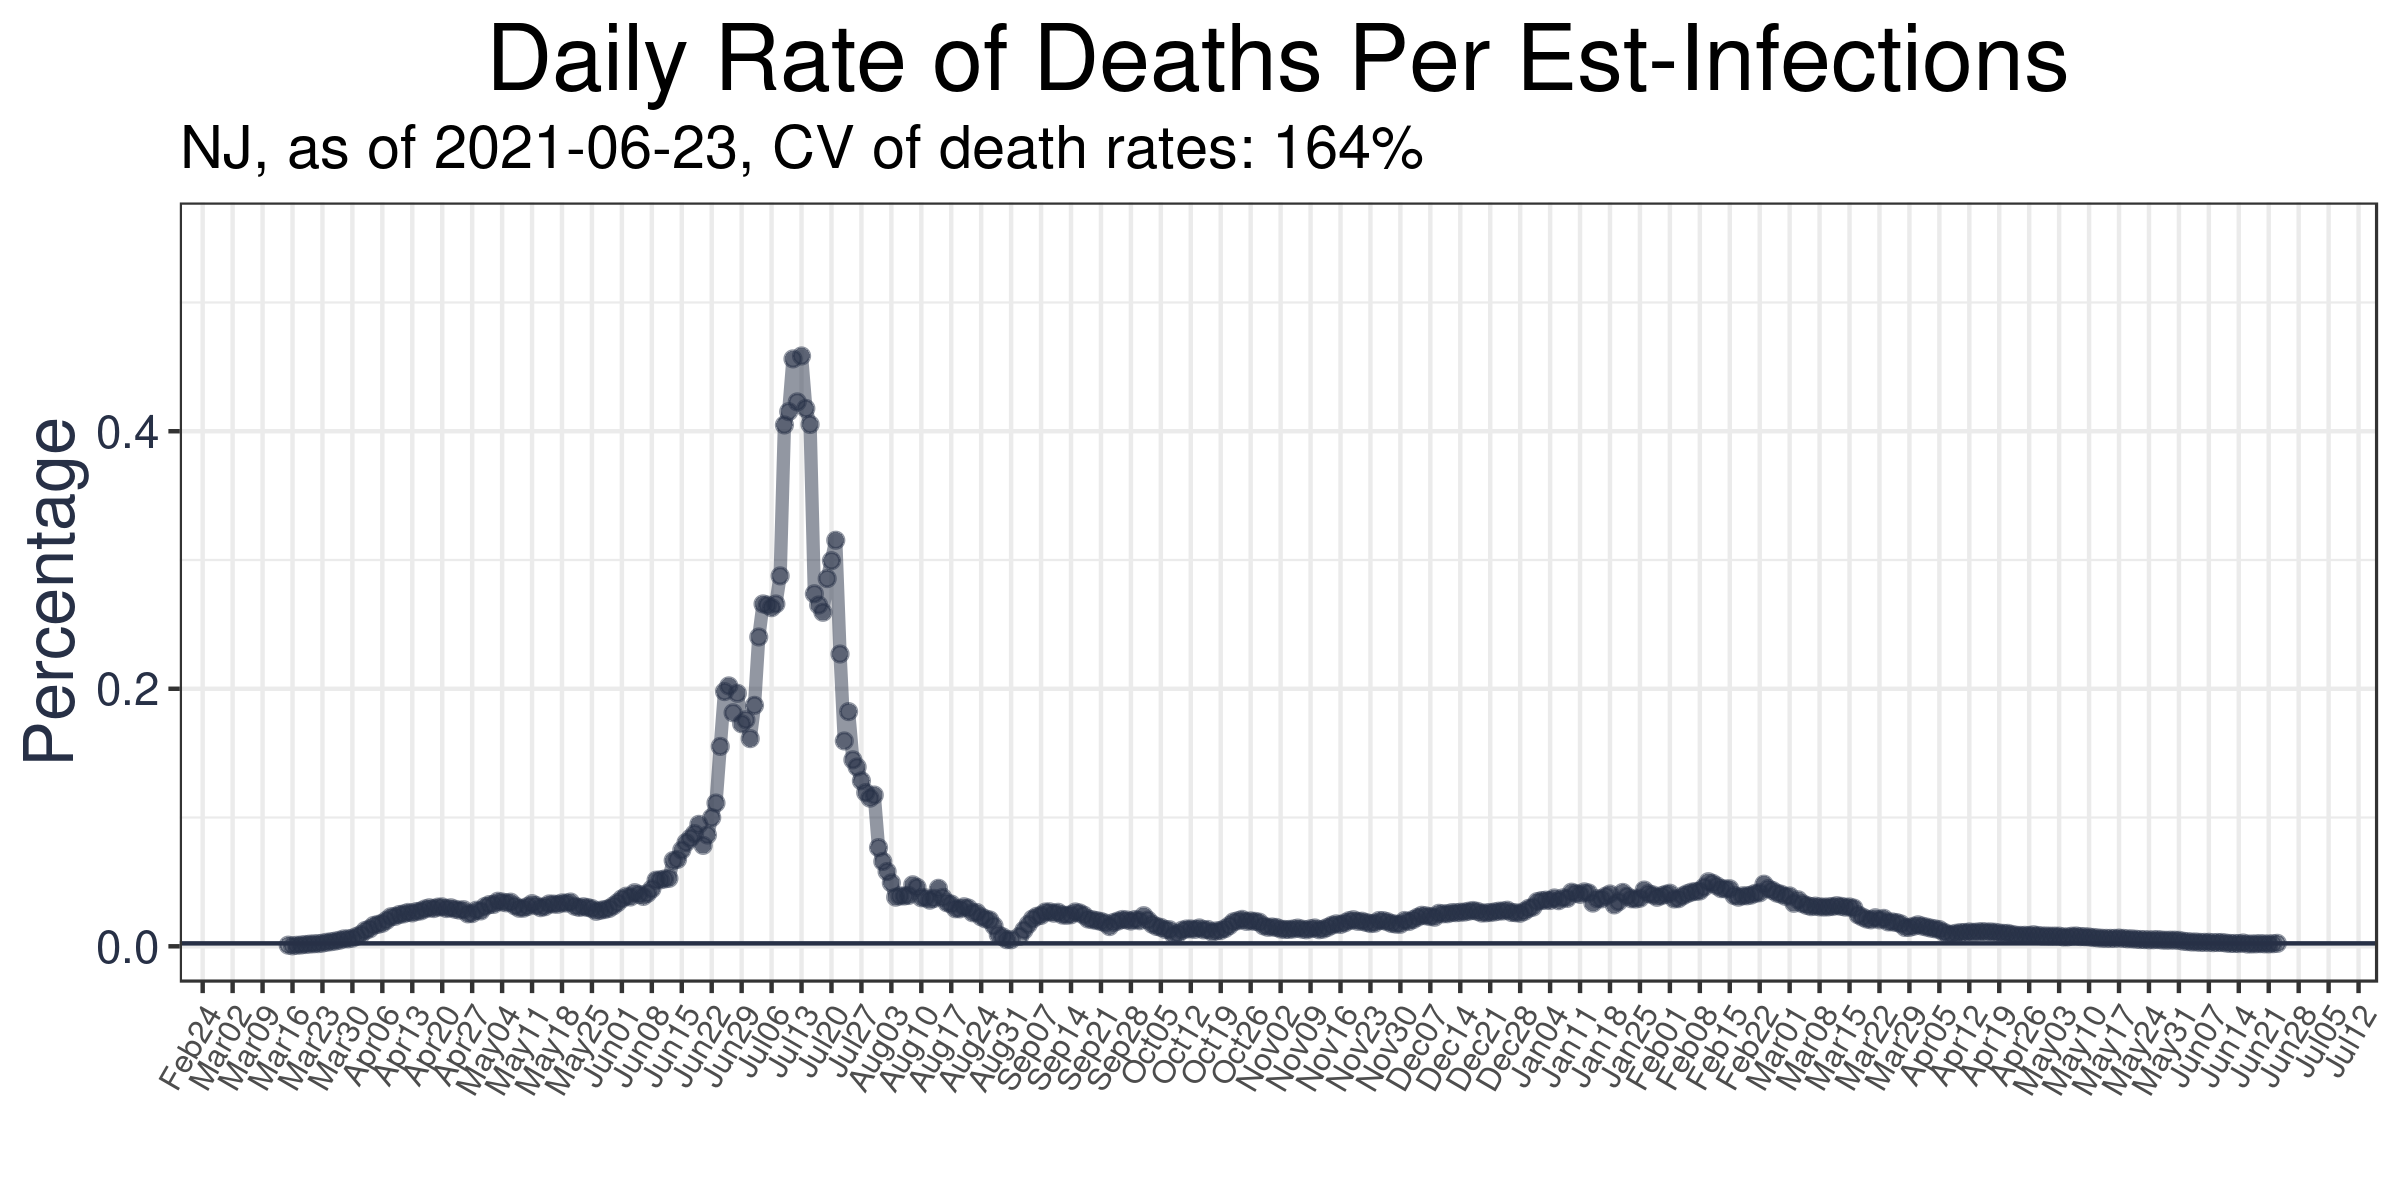 Daily Rate of Deaths Per Est-Infections
NJ, as of 2021-06-23, CV of death rates: 164%
Percentage
0.4
0.2
0.0
Feb24
Mar02
Mar09
Mar16
Mar23
Mar30
Apr06
Apr13
Apr20
Apr27
May04
May11
May18
May25
Jun01
Jun08
Jun15
Jun22
Jun29
Jul06
Jul13
Jul20
Jul27
Aug03
Aug10
Aug17
Aug24
Aug31
Sep07
Sep14
Sep21
Sep28
Oct05
Oct12
Oct19
Oct26
Nov02
Nov09
Nov16
Nov23
Nov30
Dec07
Dec14
Dec21
Dec28
Jan04
Jan11
Jan18
Jan25
Feb01
Feb08
Feb15
Feb22
Mar01
Mar08
Mar15
Mar22
Mar29
Apr05
Apr12
Apr19
Apr26
May03
May10
May17
May24
May31
Jun07
Jun14
Jun21
Jun28
Jul05
Jul12